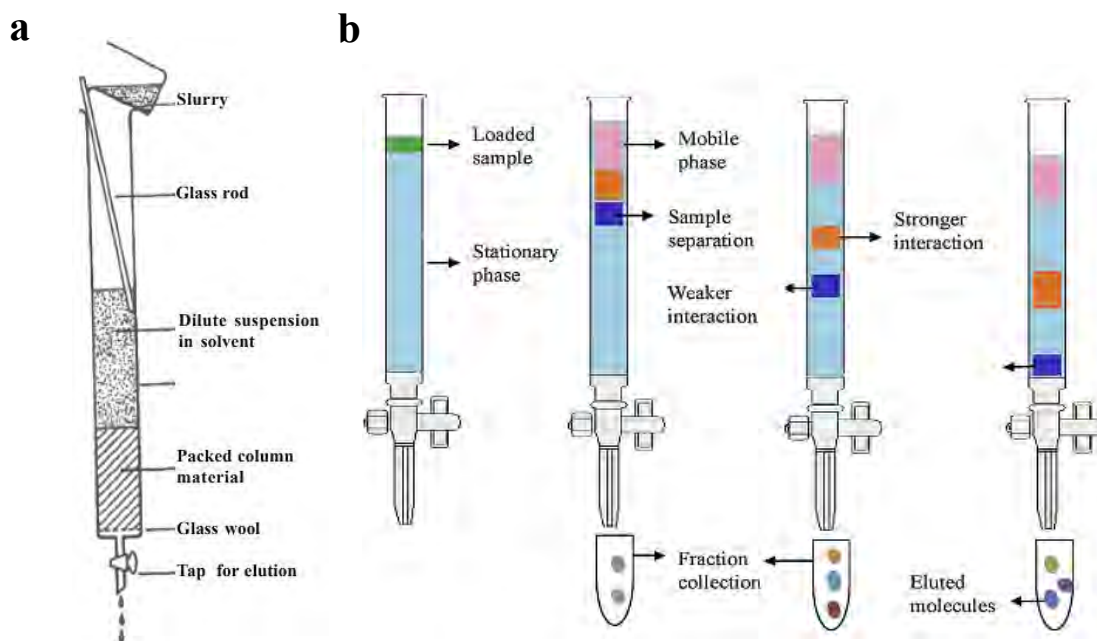 a
Slurry
Glass rod
Dilute suspension
in solvent
Packed column
material
Glass wool
Tap for elution
b
Loaded
sample
Stationary
phase
Mobile
phase
Sample
separation
Weaker
interaction
Stronger
interaction
Fraction
collection
Eluted
molecules